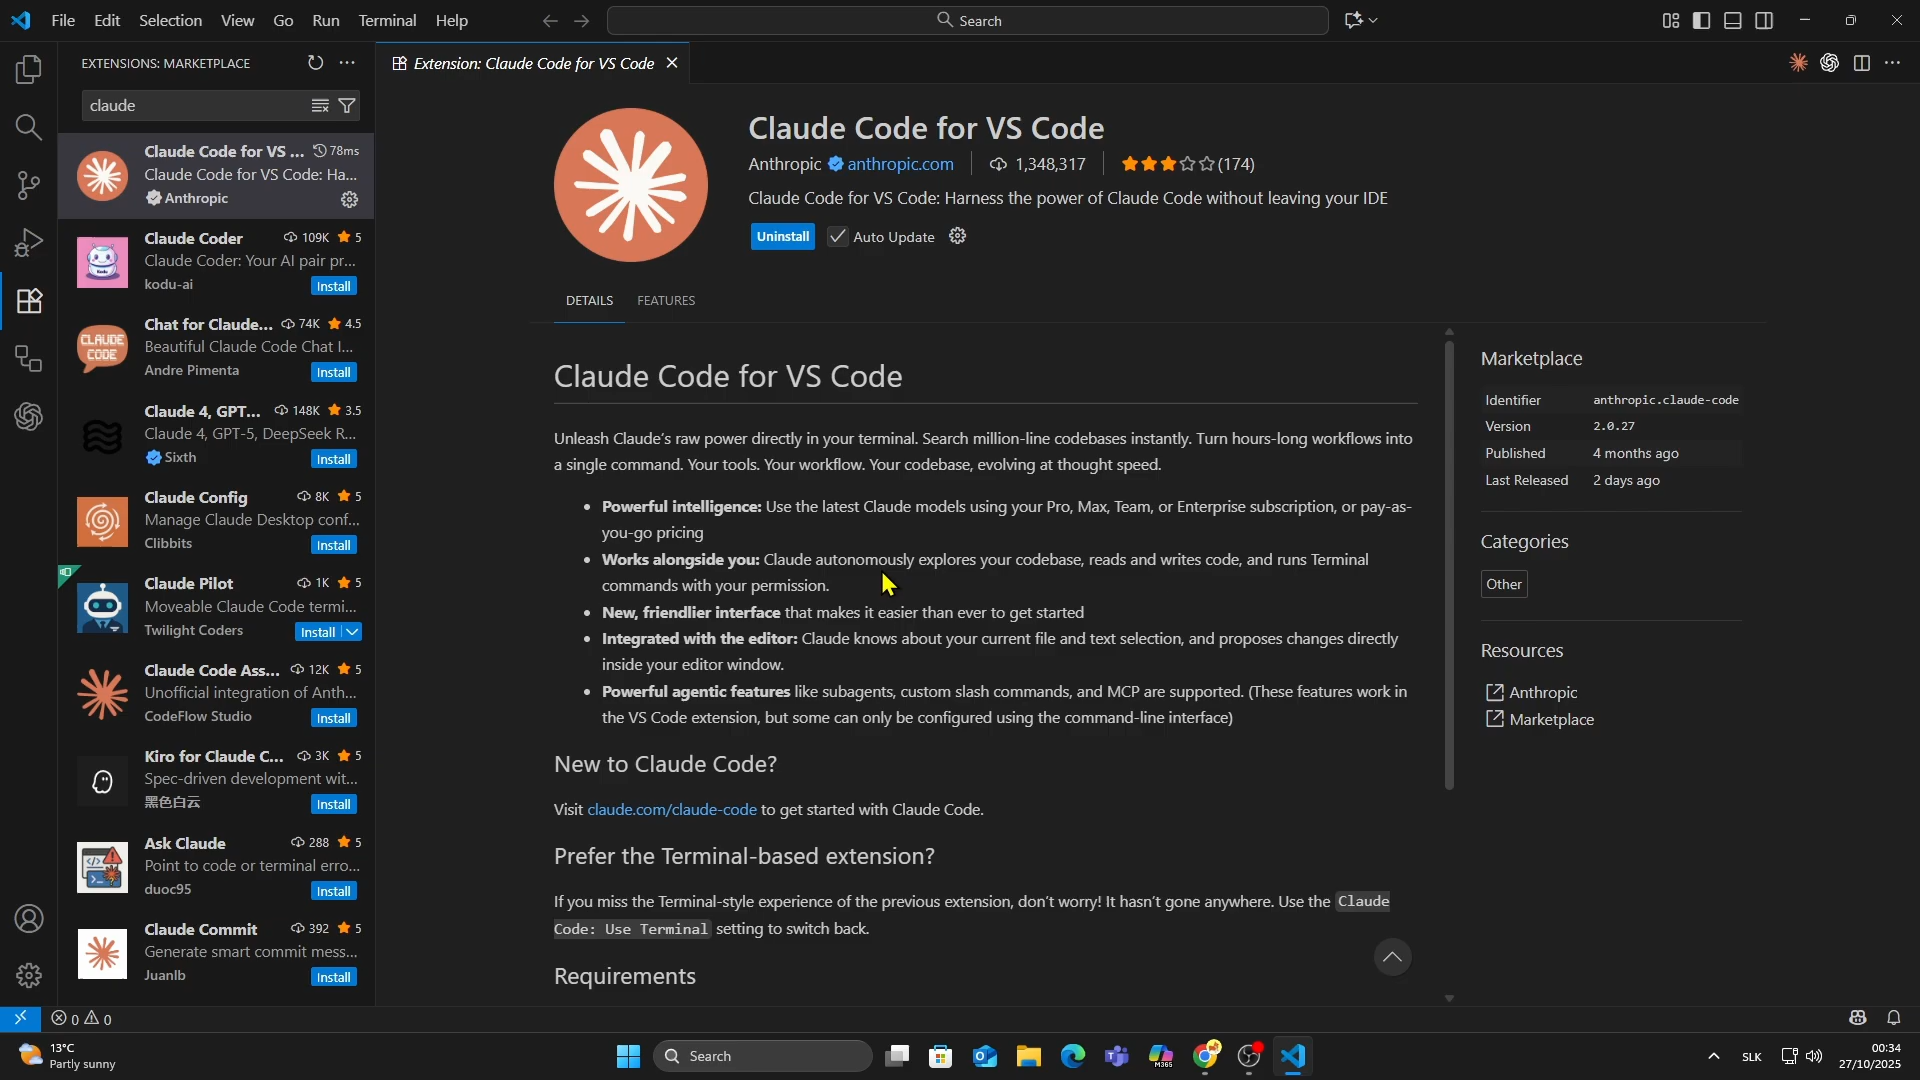 File Edit Selection View Go Run Terminal Help
Search
EXTENSIONS: MARKETPLACE
Extension: Claude Code for VS Code
claude
Claude Code for VS ... 78ms
Claude Code for VS Code: Ha...
Anthropic
Claude Coder 109K 5
Claude Coder: Your AI pair pr...
kodu-ai Install
Chat for Claude... 74K 4.5
Beautiful Claude Code Chat I...
Andre Pimenta Install
CLAUDE
CODE
Claude 4, GPT... 148K 3.5
Claude 4, GPT-5, DeepSeek R...
Sixth Install
Claude Config 8K 5
Manage Claude Desktop conf...
Clibbits Install
Claude Pilot 1K 5
Moveable Claude Code termi...
Twilight Coders Install
Claude Code Ass... 12K 5
Unofficial integration of Anth...
CodeFlow Studio Install
Kiro for Claude C... 3K 5
Spec-driven development wit...
黑色白云 Install
Ask Claude 288 5
Point to code or terminal erro...
duoc95 Install
Claude Commit 392 5
Generate smart commit mess...
Juanlb Install
Claude Code for VS Code
Anthropic anthropic.com 1,348,317 (174)
Claude Code for VS Code: Harness the power of Claude Code without leaving your IDE
Uninstall Auto Update
DETAILS FEATURES
Claude Code for VS Code
Unleash Claude's raw power directly in your terminal. Search million-line codebases instantly. Turn hours-long workflows into
a single command. Your tools. Your workflow. Your codebase, evolving at thought speed.
• Powerful intelligence: Use the latest Claude models using your Pro, Max, Team, or Enterprise subscription, or pay-as-
you-go pricing
• Works alongside you: Claude autonomously explores your codebase, reads and writes code, and runs Terminal
commands with your permission.
• New, friendlier interface that makes it easier than ever to get started
• Integrated with the editor: Claude knows about your current file and text selection, and proposes changes directly
inside your editor window.
• Powerful agentic features like subagents, custom slash commands, and MCP are supported. (These features work in
the VS Code extension, but some can only be configured using the command-line interface)
New to Claude Code?
Visit claude.com/claude-code to get started with Claude Code.
Prefer the Terminal-based extension?
If you miss the Terminal-style experience of the previous extension, don't worry! It hasn't gone anywhere. Use the Claude
Code: Use Terminal setting to switch back.
Requirements
Marketplace
Identifier anthropic.claude-code
Version 2.0.27
Published 4 months ago
Last Released 2 days ago
Categories
Other
Resources
Anthropic
Marketplace
0 0
13°C
Partly sunny
Search
M365
SLK
00:34
27/10/2025